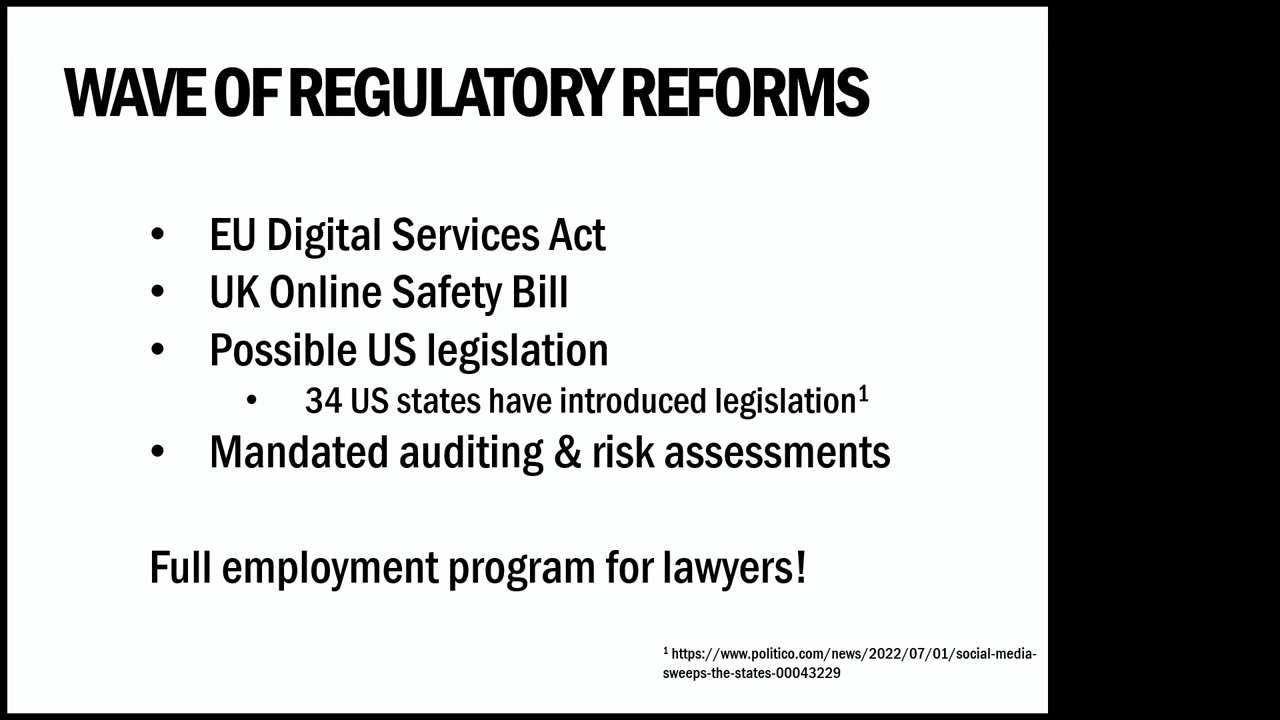 WAVE OF REGULATORY REFORMS
• EU Digital Services Act
• UK Online Safety Bill
• Possible US legislation
• 34 US states have introduced legislation¹
• Mandated auditing & risk assessments
Full employment program for lawyers!
¹ https://www.politico.com/news/2022/07/01/social-media-
sweeps-the-states-00043229